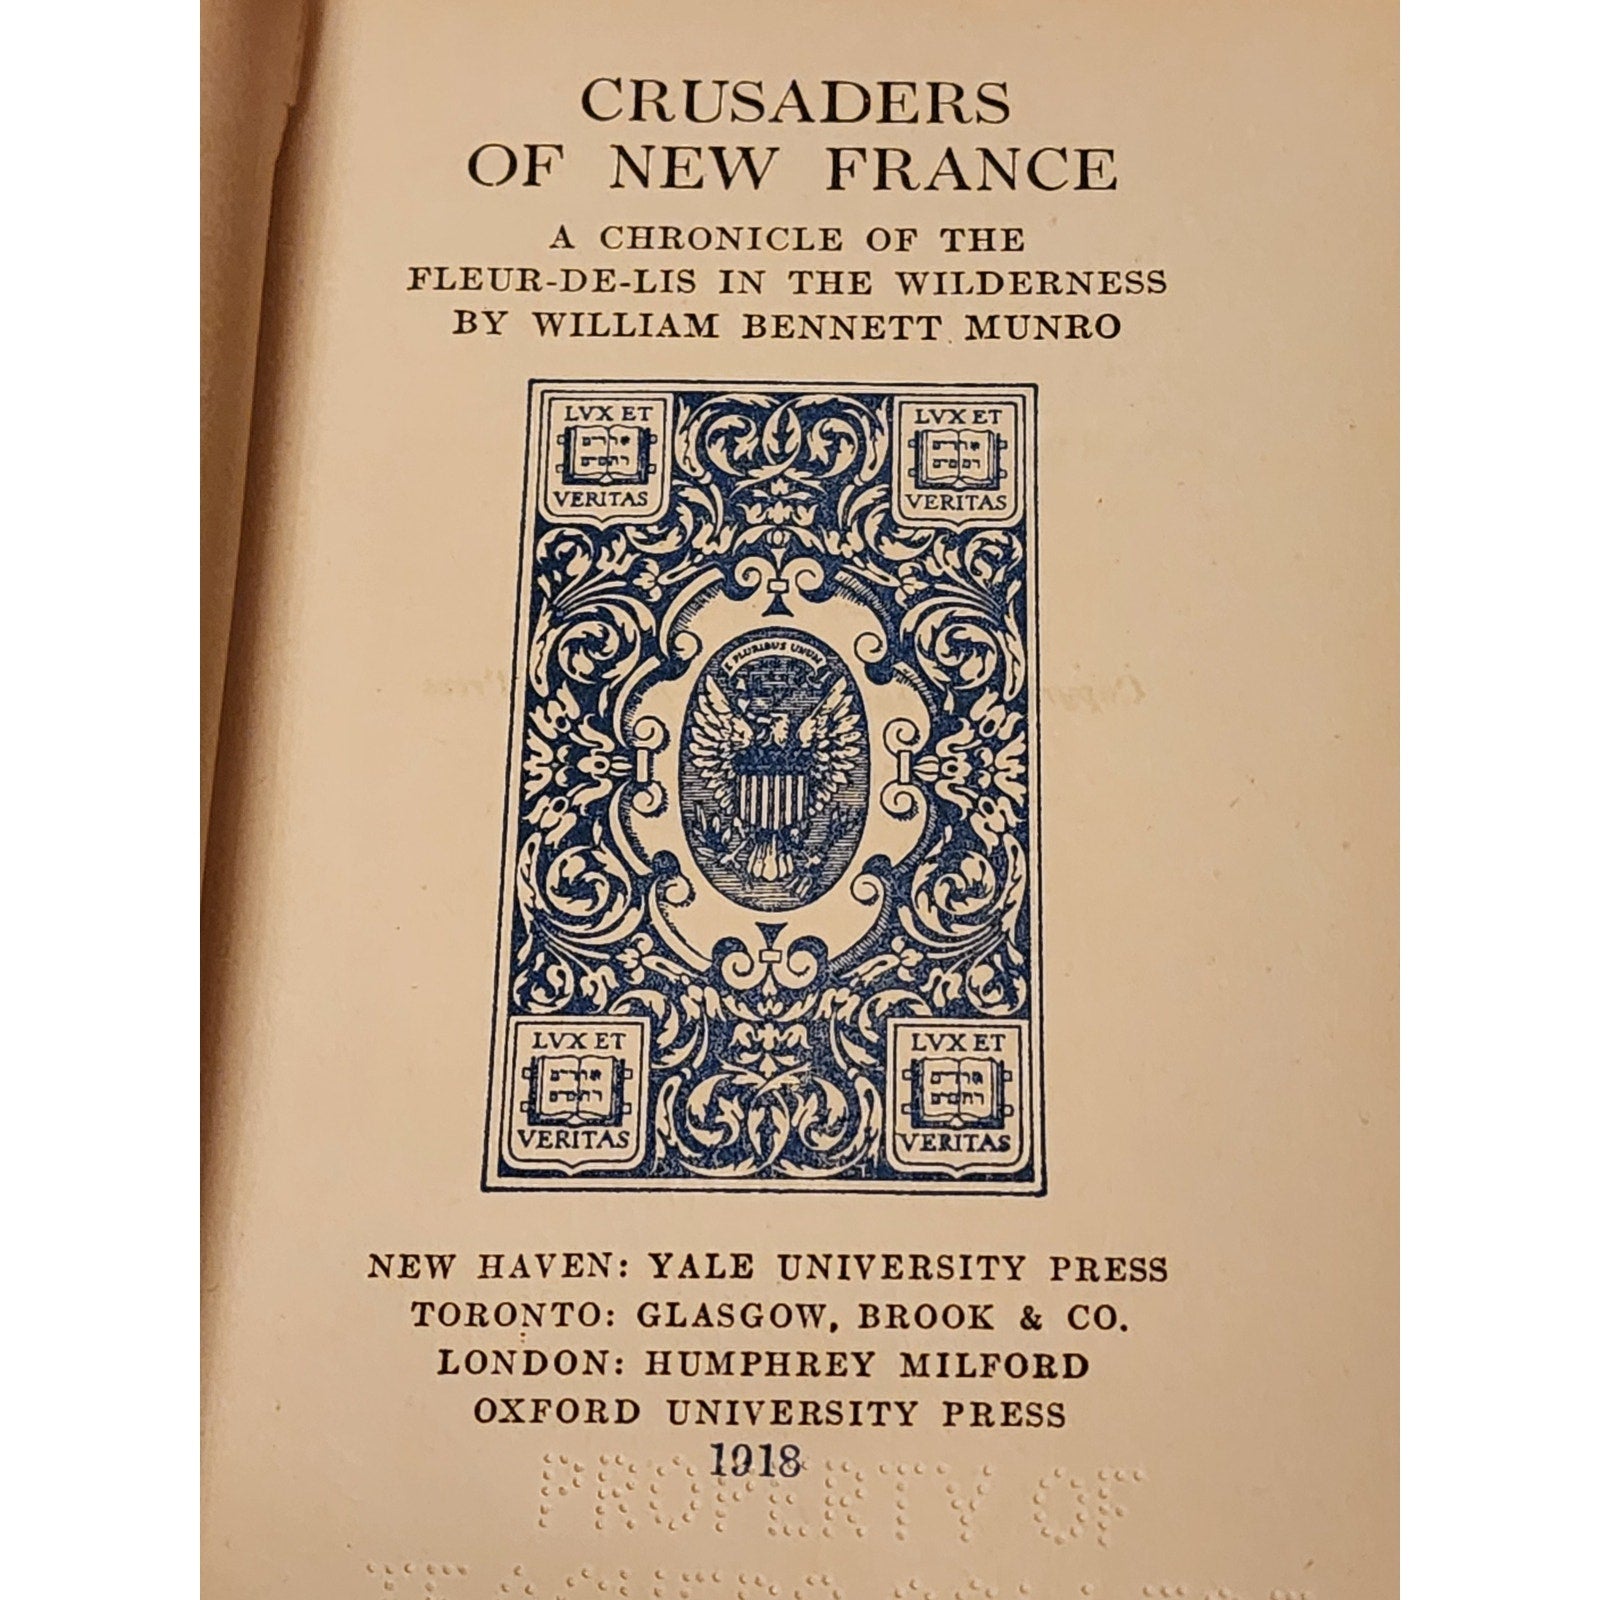 CRUSADERS
OF NEW FRANCE
A CHRONICLE OF THE
FLEUR-DE-LIS IN THE WILDERNESS
BY WILLIAM BENNETT MUNRO
LVX ET
VERITAS
LVX ET
VERITAS
E PLURIBUS UNUM
LVX ET
VERITAS
LVX ET
VERITAS
NEW HAVEN: YALE UNIVERSITY PRESS
TORONTO: GLASGOW, BROOK & CO.
LONDON: HUMPHREY MILFORD
OXFORD UNIVERSITY PRESS
1918
PROPERTY OF